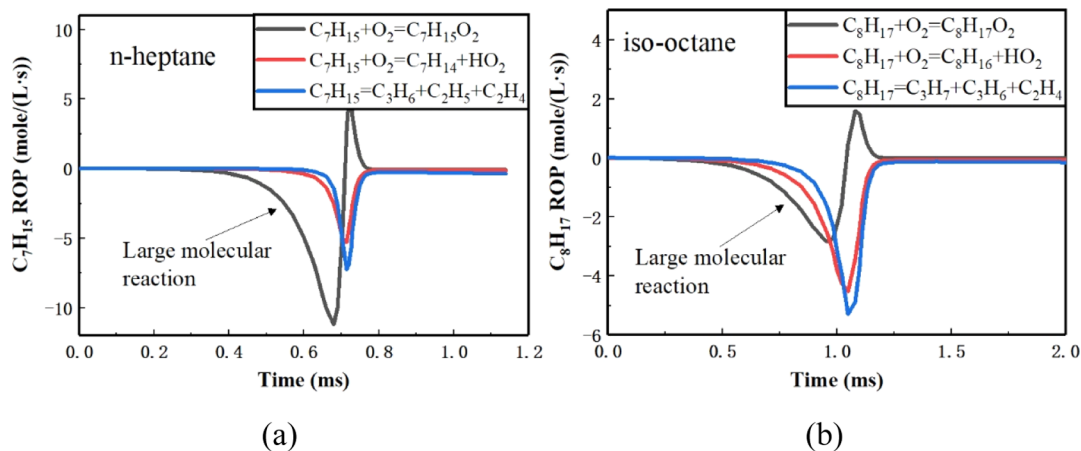 n-heptane
C₇H₁₅+O₂=C₇H₁₅O₂
C₇H₁₅+O₂=C₇H₁₄+HO₂
C₇H₁₅=C₃H₆+C₂H₅+C₂H₄
C₇H₁₅ ROP (mole/(L·s))
10
5
0
−5
−10
Large molecular
reaction
0.0 0.2 0.4 0.6 0.8 1.0 1.2
Time (ms)
(a)
iso-octane
C₈H₁₇+O₂=C₈H₁₇O₂
C₈H₁₇+O₂=C₈H₁₆+HO₂
C₈H₁₇=C₃H₇+C₃H₆+C₂H₄
C₈H₁₇ ROP (mole/(L·s))
4
2
0
−2
−4
−6
Large molecular
reaction
0.0 0.5 1.0 1.5 2.0
Time (ms)
(b)